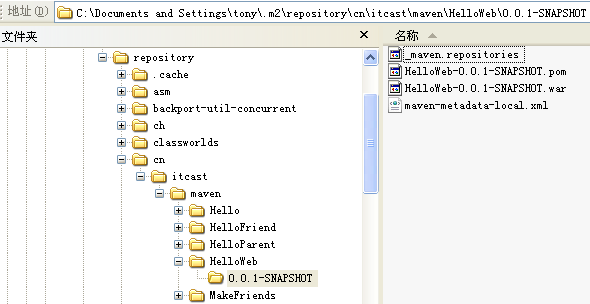 地址(D) C:\Documents and Settings\tony\.m2\repository\cn\itcast\maven\HelloWeb\0.0.1-SNAPSHOT
文件夹
repository
.cache
asm
backport-util-concurrent
ch
classworlds
cn
itcast
maven
Hello
HelloFriend
HelloParent
HelloWeb
0.0.1-SNAPSHOT
MakeFriends
名称
_maven.repositories
HelloWeb-0.0.1-SNAPSHOT.pom
HelloWeb-0.0.1-SNAPSHOT.war
maven-metadata-local.xml